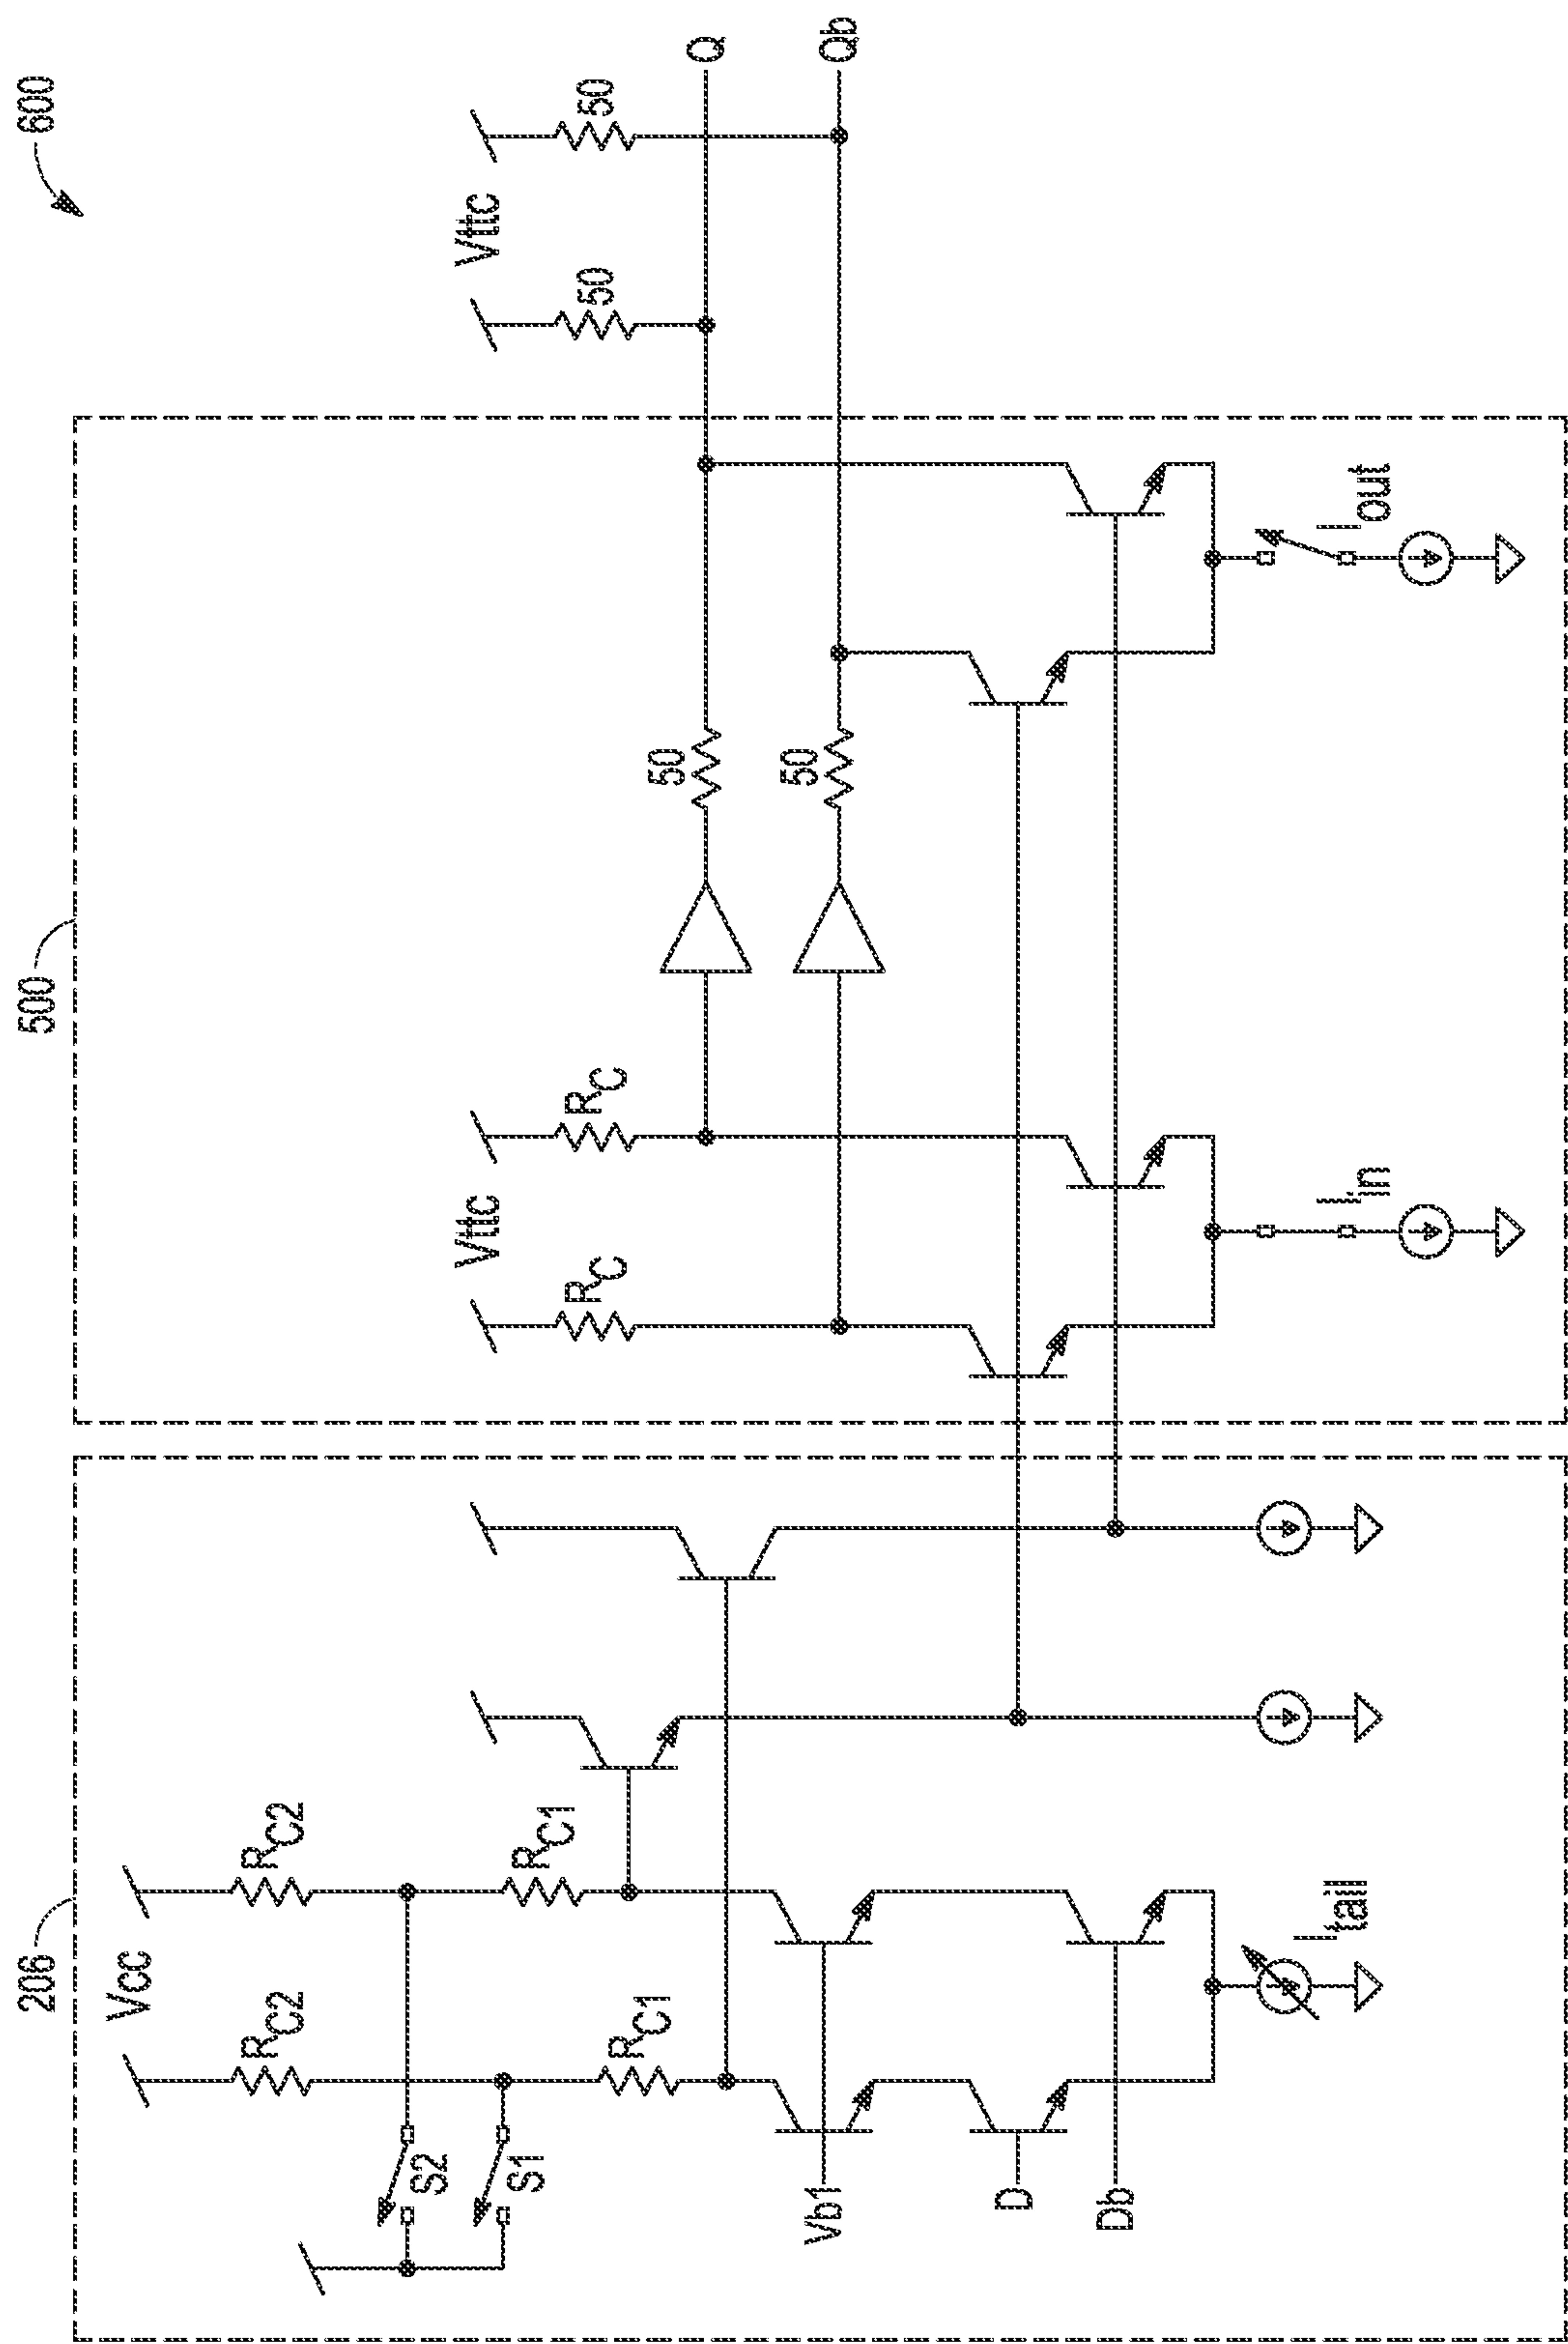 600
206
500
Vcc
RC2
RC2
S2
S1
RC1
RC1
Vb1
D
Db
Itail
Vttc
RC
RC
50
50
Iin
Iout
Vttc
50
50
Q
Qb